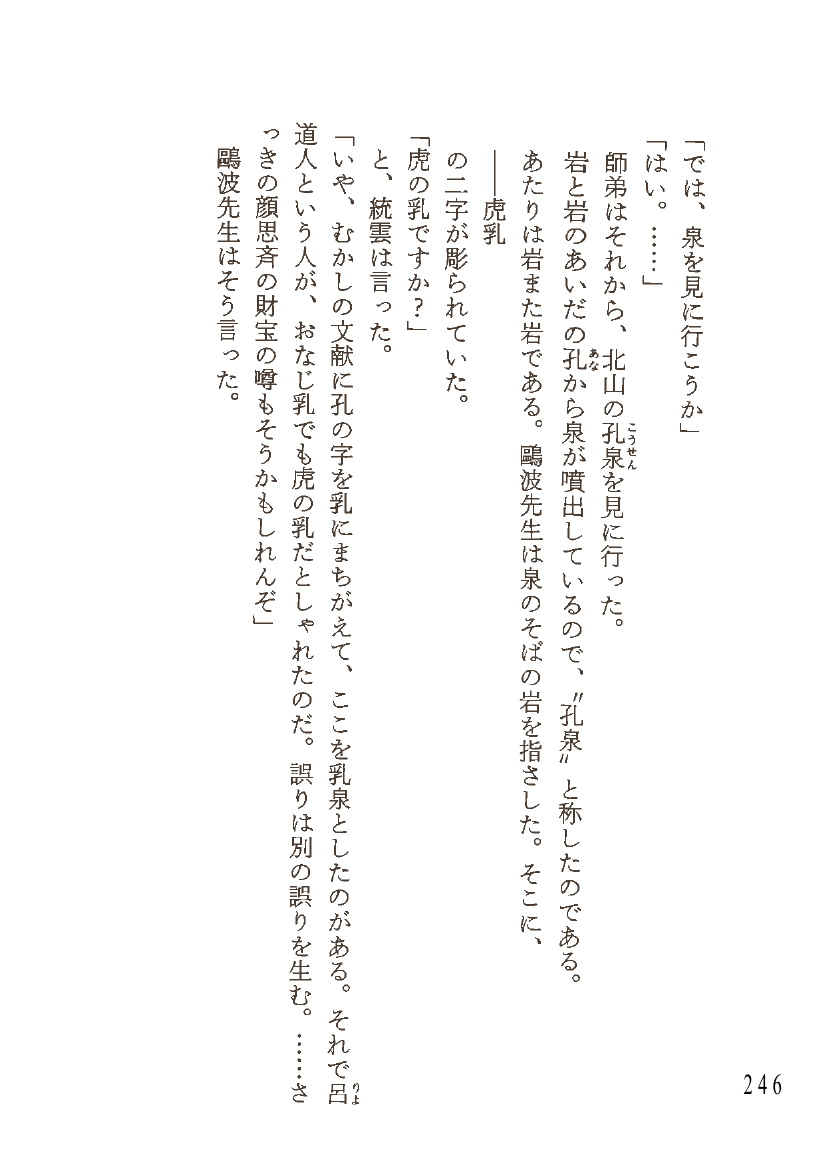 「では、泉を見に行こうか」
「はい。……」
師弟はそれから、北山の孔泉を見に行った。
岩と岩のあいだの孔から泉が噴出しているので、〝孔泉〟と称したのである。
あたりは岩また岩である。鷗波先生は泉のそばの岩を指さした。そこに、
――虎乳
の二字が彫られていた。
「虎の乳ですか？」
と、統雲は言った。
「いや、むかしの文献に孔の字を乳にまちがえて、ここを乳泉としたのがある。それで呂
道人という人が、おなじ乳でも虎の乳だとしゃれたのだ。誤りは別の誤りを生む。……さ
っきの顔思斉の財宝の噂もそうかもしれんぞ」
鷗波先生はそう言った。
こうせん
あな
りよ
246